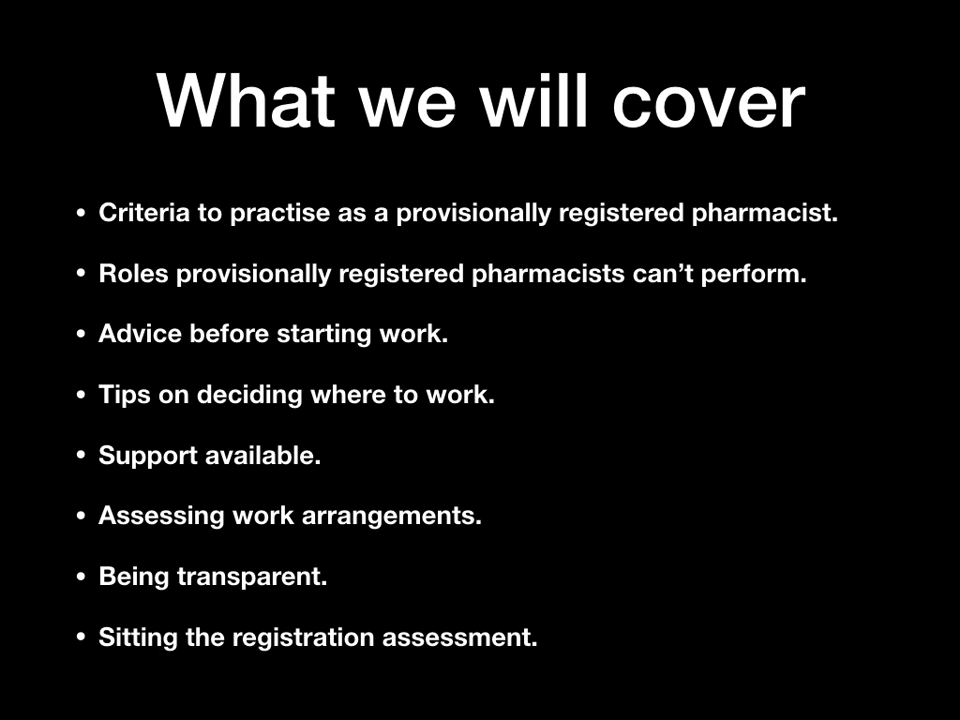 What we will cover
• Criteria to practise as a provisionally registered pharmacist.
• Roles provisionally registered pharmacists can’t perform.
• Advice before starting work.
• Tips on deciding where to work.
• Support available.
• Assessing work arrangements.
• Being transparent.
• Sitting the registration assessment.